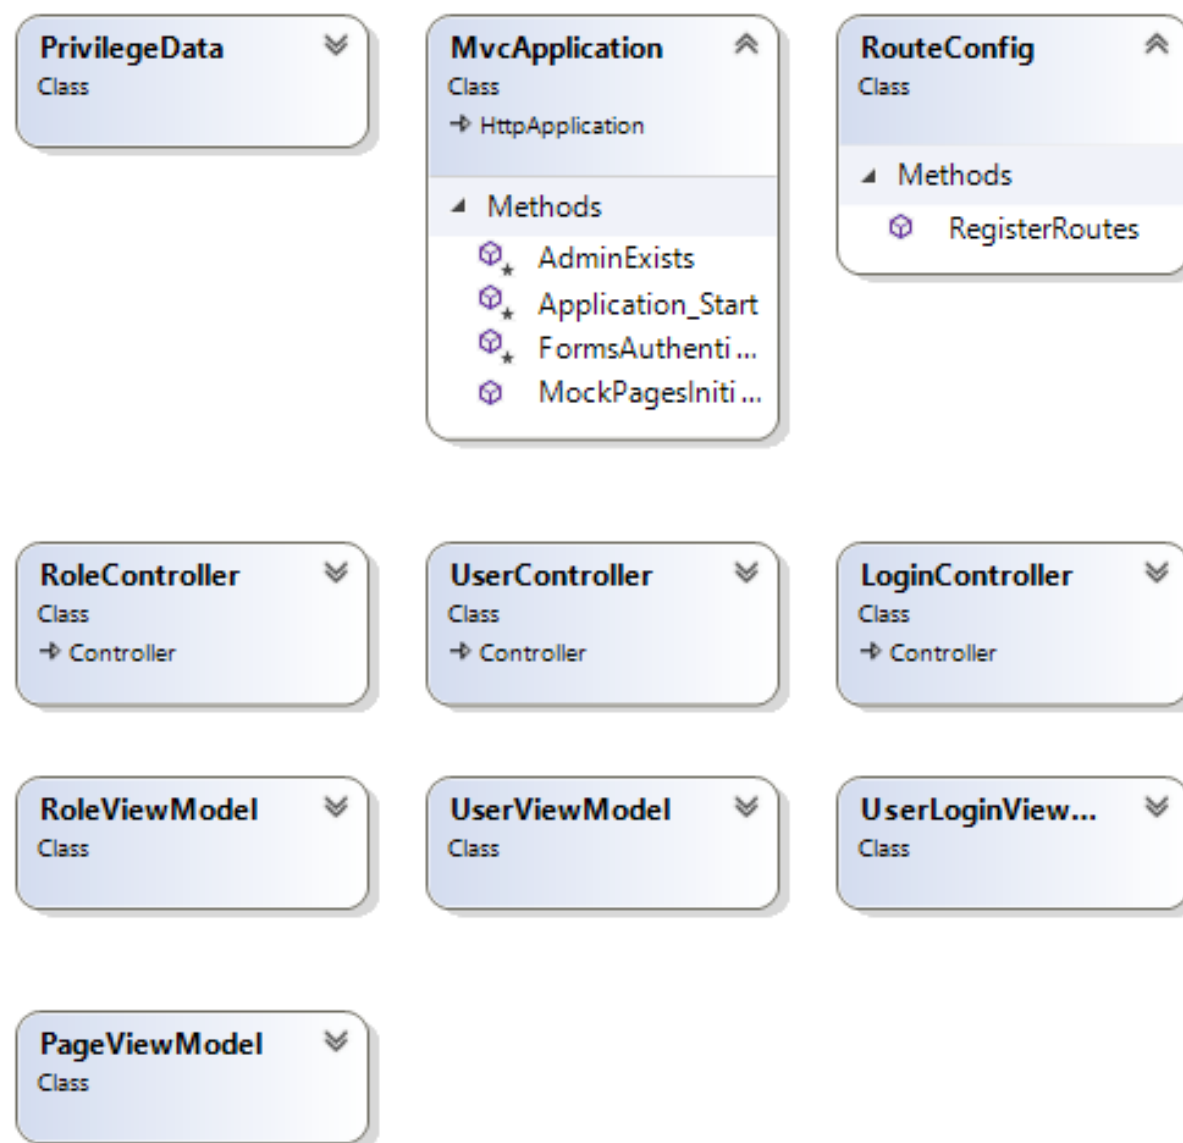 PrivilegeData
Class
MvcApplication
Class
HttpApplication
Methods
AdminExists
Application_Start
FormsAuthenti...
MockPagesIniti...
RouteConfig
Class
Methods
RegisterRoutes
RoleController
Class
Controller
UserController
Class
Controller
LoginController
Class
Controller
RoleViewModel
Class
UserViewModel
Class
UserLoginView...
Class
PageViewModel
Class